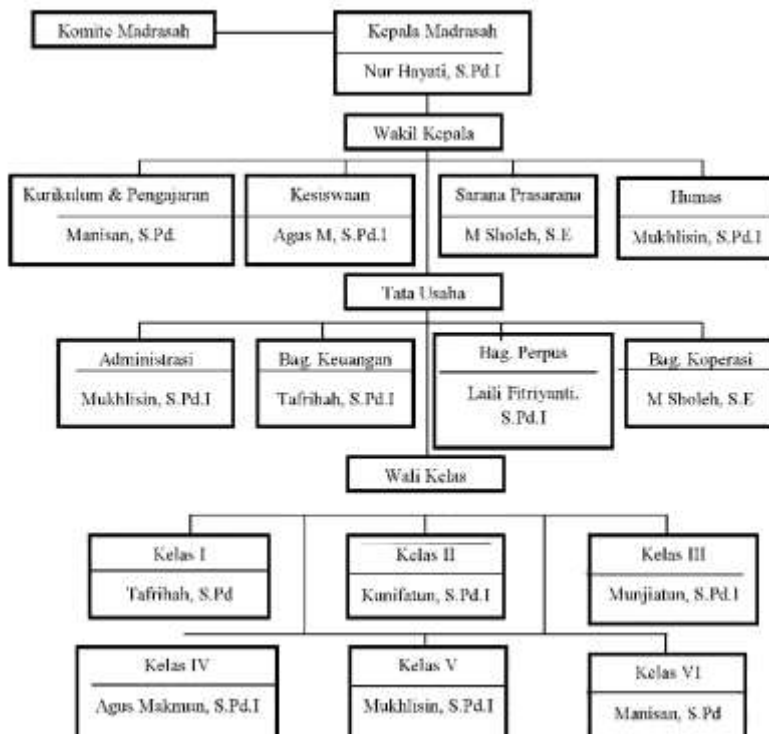 Komite Madrasah
Kepala Madrasah
Nur Hayati, S.Pd.I
Wakil Kepala
Kurikulum & Pengajaran
Manisan, S.Pd.
Kesiswaan
Agus M, S.Pd.I
Sarana Prasarana
M Sholeh, S.E
Humas
Mukhlisin, S.Pd.I
Tata Usaha
Administrasi
Mukhlisin, S.Pd.I
Bag. Keuangan
Tafrihah, S.Pd.I
Bag. Perpus
Laili Fitriyanti,
S.Pd.I
Bag. Koperasi
M Sholeh, S.E
Wali Kelas
Kelas I
Tafrihah, S.Pd
Kelas II
Kunifatun, S.Pd.I
Kelas III
Munjiatun, S.Pd.I
Kelas IV
Agus Makmun, S.Pd.I
Kelas V
Mukhlisin, S.Pd.I
Kelas VI
Manisan, S.Pd